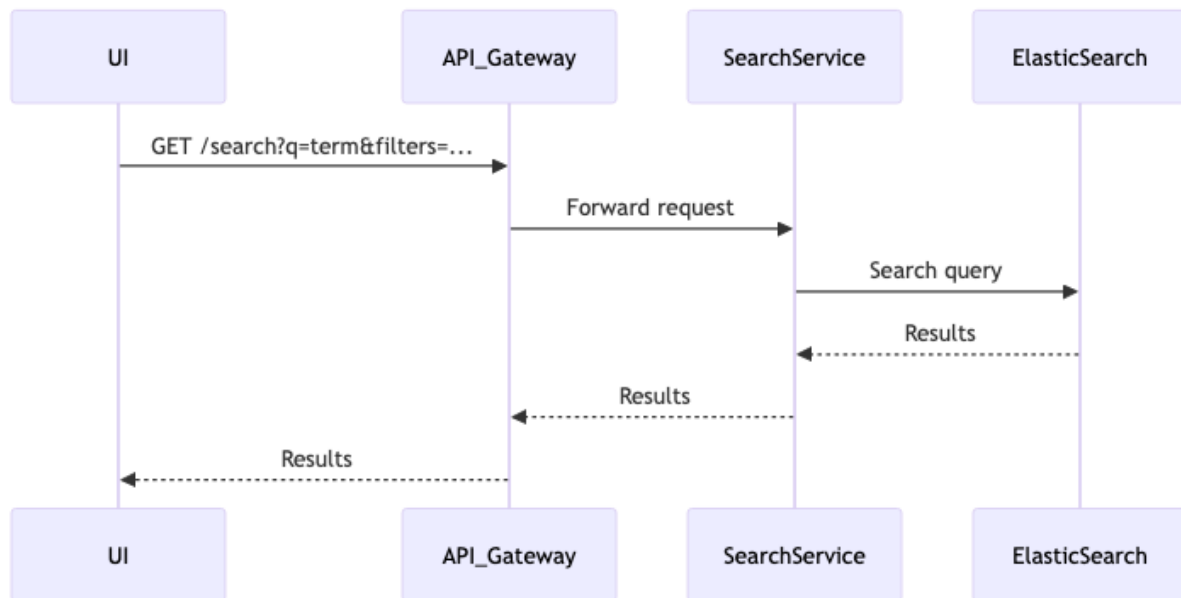 UI
API_Gateway
SearchService
ElasticSearch
GET /search?q=term&filters=...
Forward request
Search query
Results
Results
Results
UI
API_Gateway
SearchService
ElasticSearch